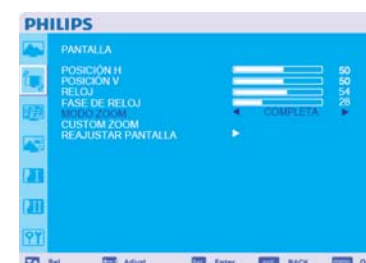 PHILIPS
PANTALLA
POSICIÓN H 50
POSICIÓN V 50
RELOJ 54
FASE DE RELOJ 28
MODO ZOOM COMPLETA
CUSTOM ZOOM
REAJUSTAR PANTALLA
Sel Adjust Enter BACK